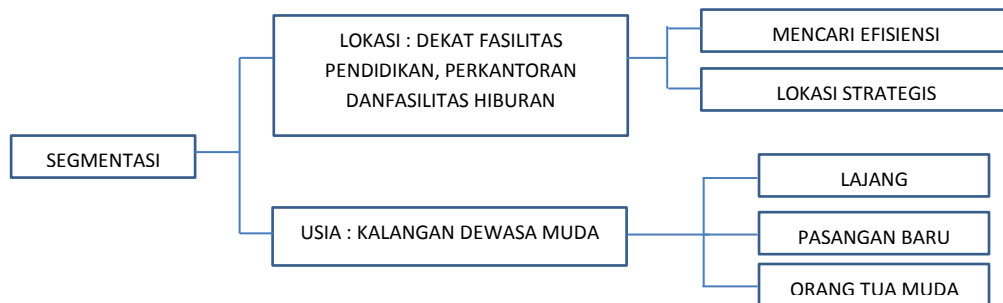 SEGMENTASI
LOKASI : DEKAT FASILITAS
PENDIDIKAN, PERKANTORAN
DANFASILITAS HIBURAN
MENCARI EFISIENSI
LOKASI STRATEGIS
USIA : KALANGAN DEWASA MUDA
LAJANG
PASANGAN BARU
ORANG TUA MUDA